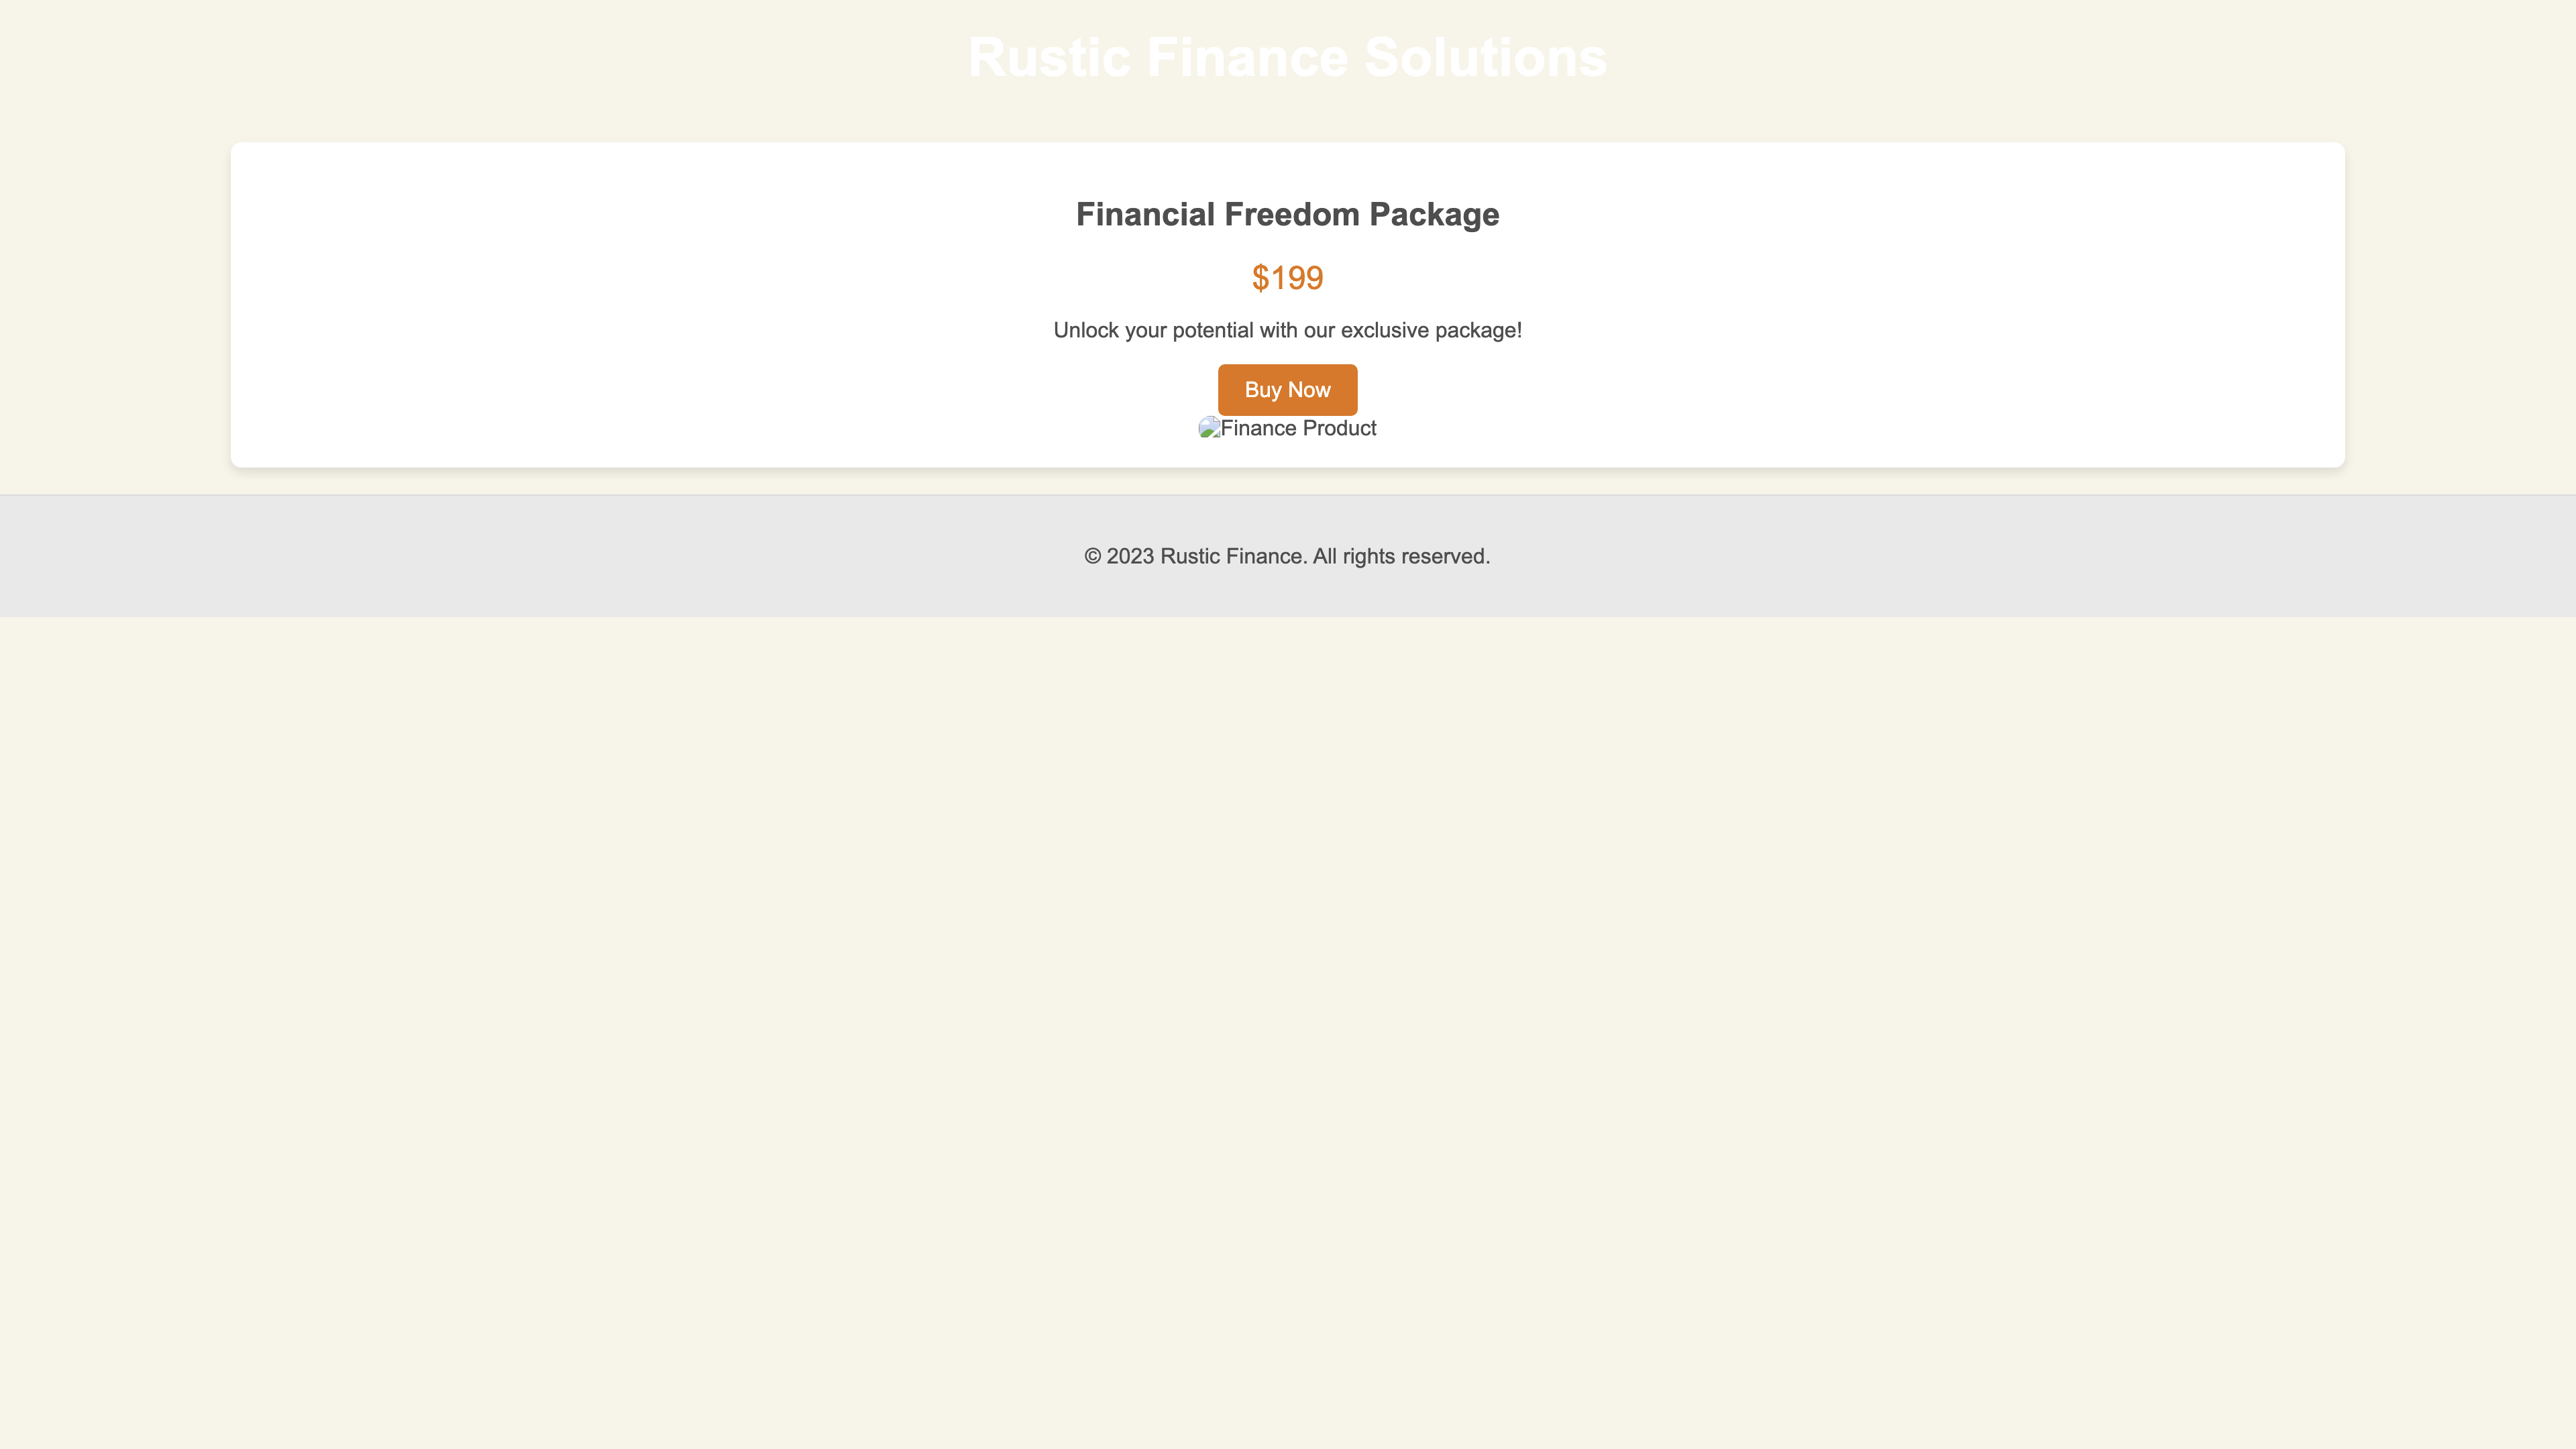 Rustic Finance Solutions
Financial Freedom Package
$199
Unlock your potential with our exclusive package!
Buy Now
Finance Product
© 2023 Rustic Finance. All rights reserved.